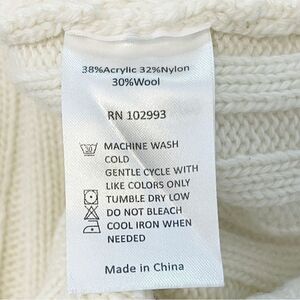 38%Acrylic 32%Nylon
30%Wool
RN 102993
30
MACHINE WASH
COLD
GENTLE CYCLE WITH
LIKE COLORS ONLY
TUMBLE DRY LOW
DO NOT BLEACH
COOL IRON WHEN
NEEDED
Made in China